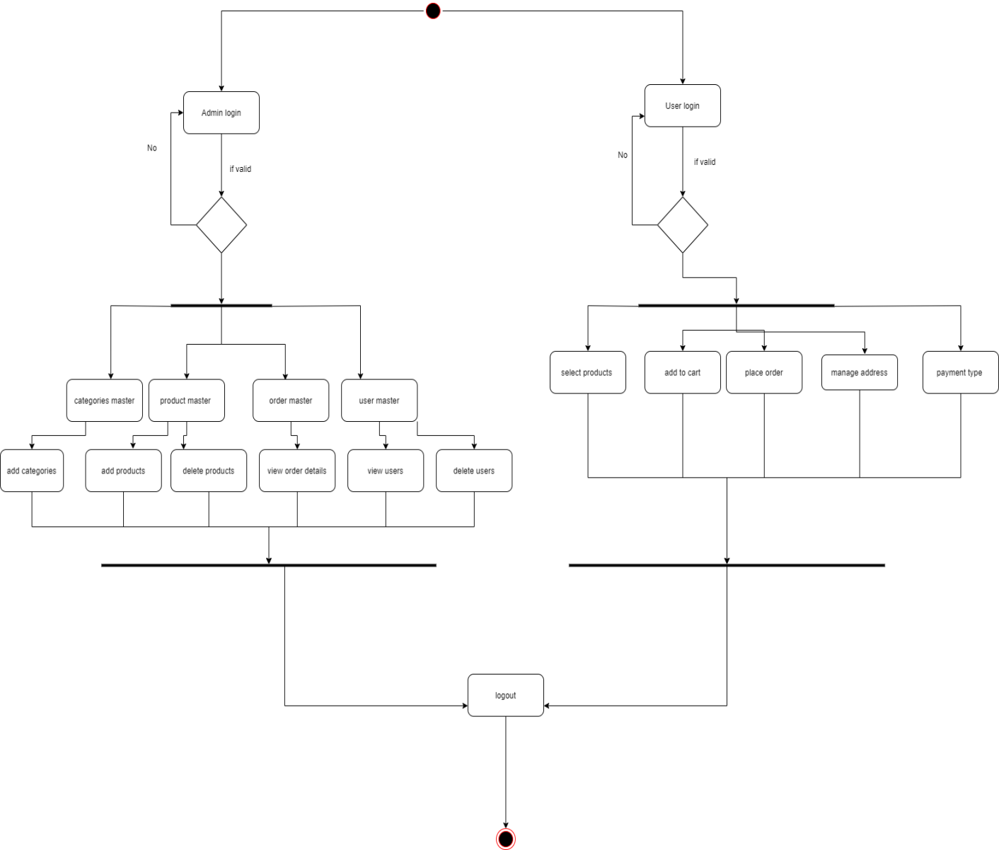 Admin login
User login
No
No
if valid
if valid
categories master
product master
order master
user master
select products
add to cart
place order
manage address
payment type
add categories
add products
delete products
view order details
view users
delete users
logout